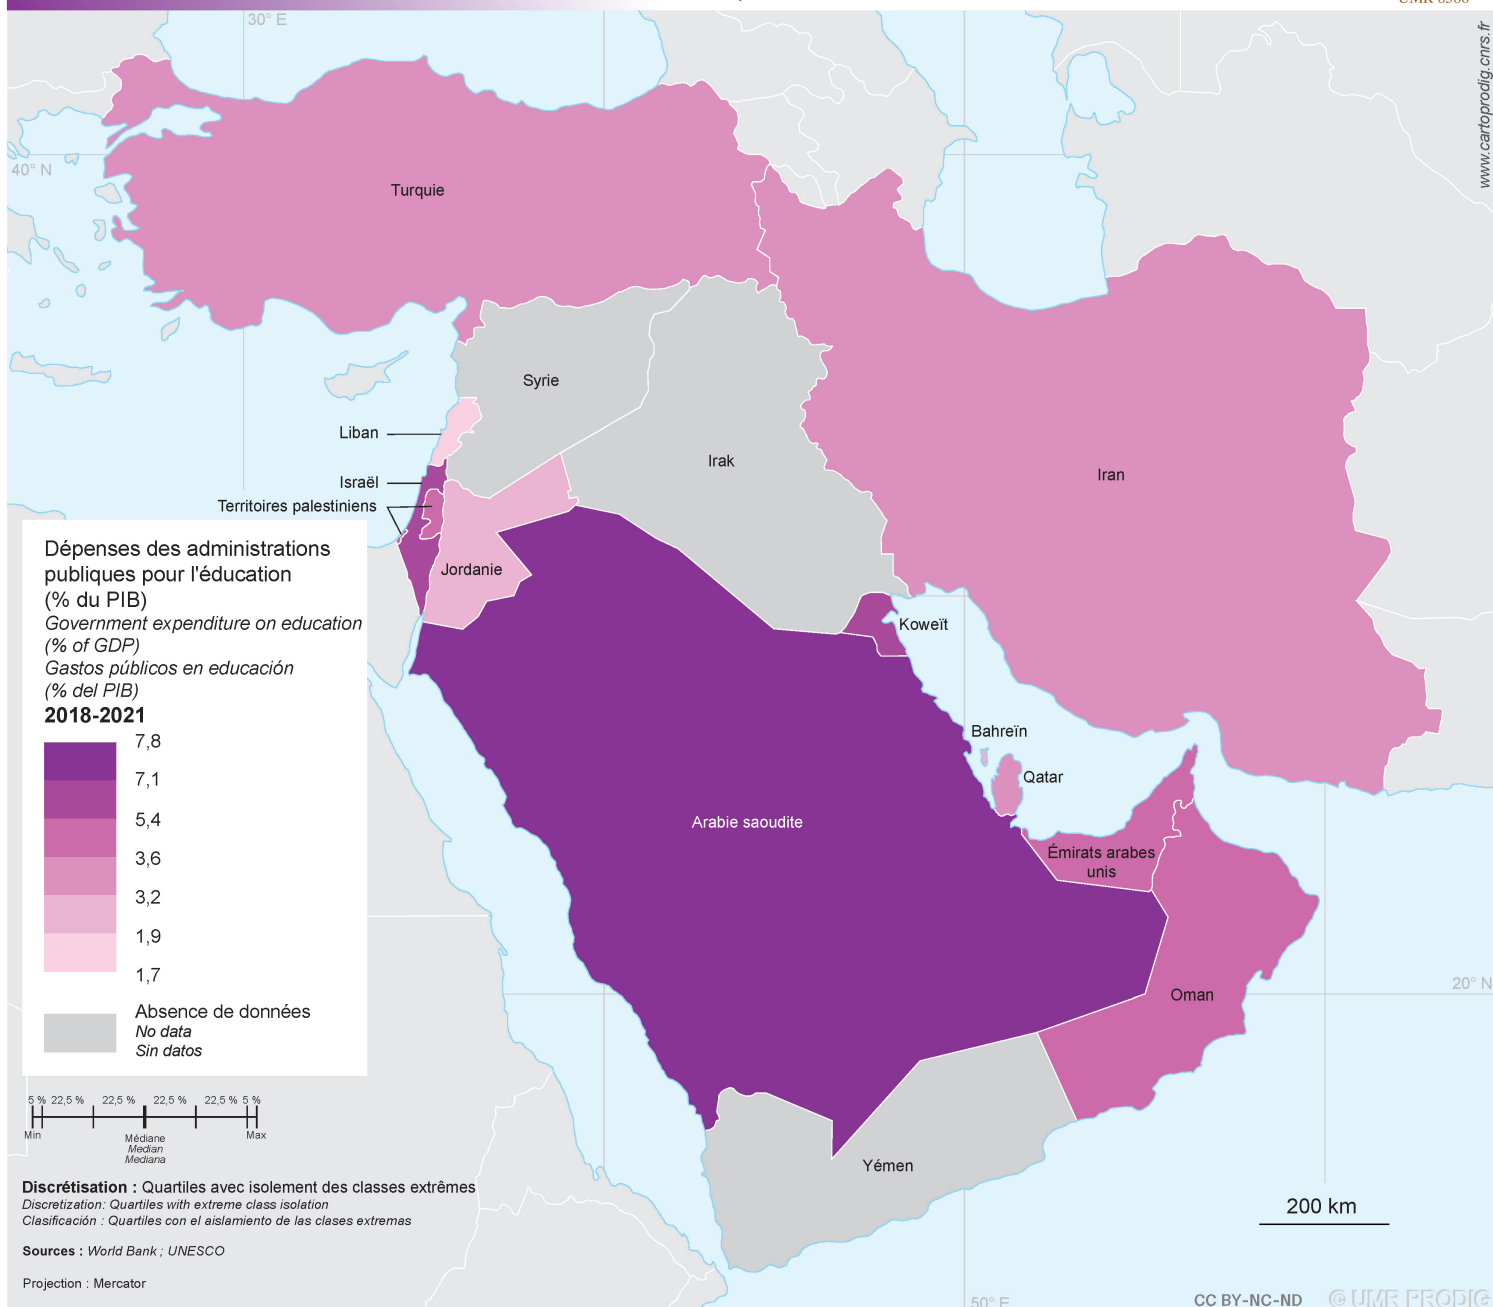 30° E
UMR 8586
www.cartoprodig.cnrs.fr
40° N
Turquie
Syrie
Liban
Irak
Iran
Israël
Territoires palestiniens
Jordanie
Koweït
Bahreïn
Qatar
Arabie saoudite
Émirats arabes
unis
Oman
20° N
Yémen
Dépenses des administrations
publiques pour l'éducation
(% du PIB)
Government expenditure on education
(% of GDP)
Gastos públicos en educación
(% del PIB)
2018-2021
7,8
7,1
5,4
3,6
3,2
1,9
1,7
Absence de données
No data
Sin datos
5 % 22,5 % 22,5 % 22,5 % 22,5 % 5 %
Min Max
Médiane
Median
Mediana
Discrétisation : Quartiles avec isolement des classes extrêmes
Discretization: Quartiles with extreme class isolation
Clasificación : Quartiles con el aislamiento de las clases extremas
Sources : World Bank ; UNESCO
Projection : Mercator
200 km
50° E
CC BY-NC-ND © UMR PRODIG